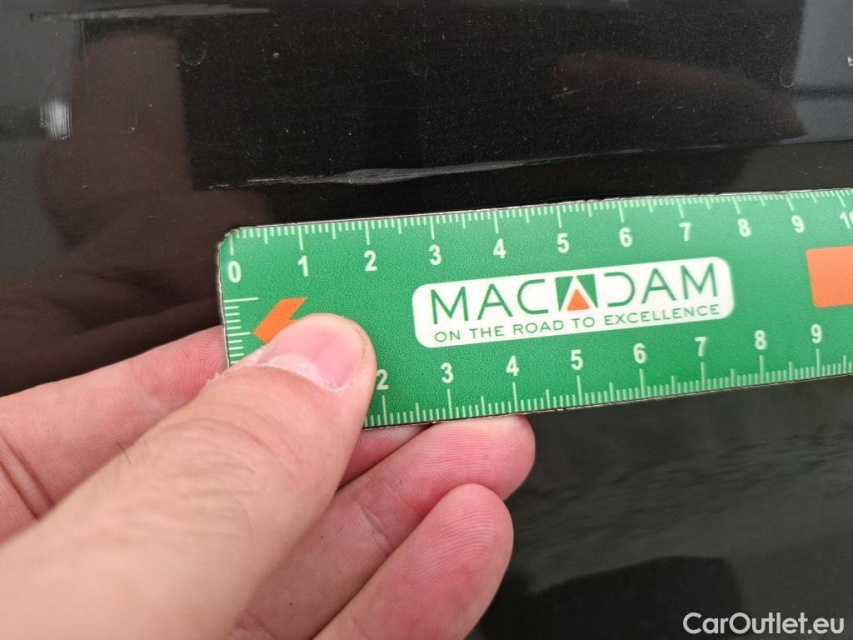 0 1 2 3 4 5 6 7 8 9 10
MACADAM
ON THE ROAD TO EXCELLENCE
2 3 4 5 6 7 8 9
CarOutlet.eu